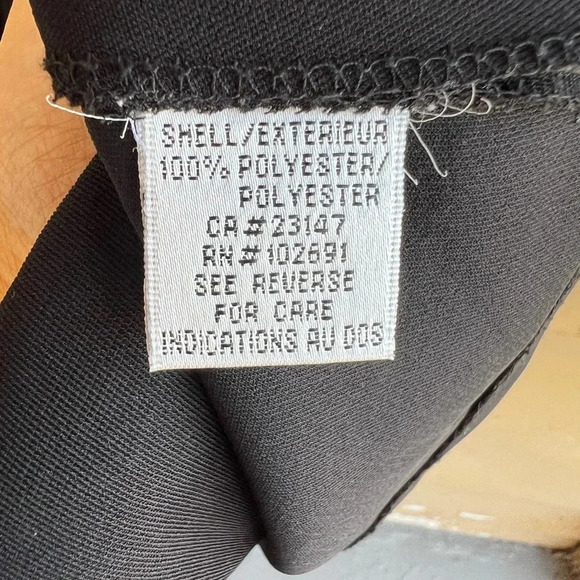 SHELL/EXTERIEUR
100% POLYESTER/
POLYESTER
CA#23147
RN#102691
SEE REVERSE
FOR CARE
INDICATIONS AU DOS